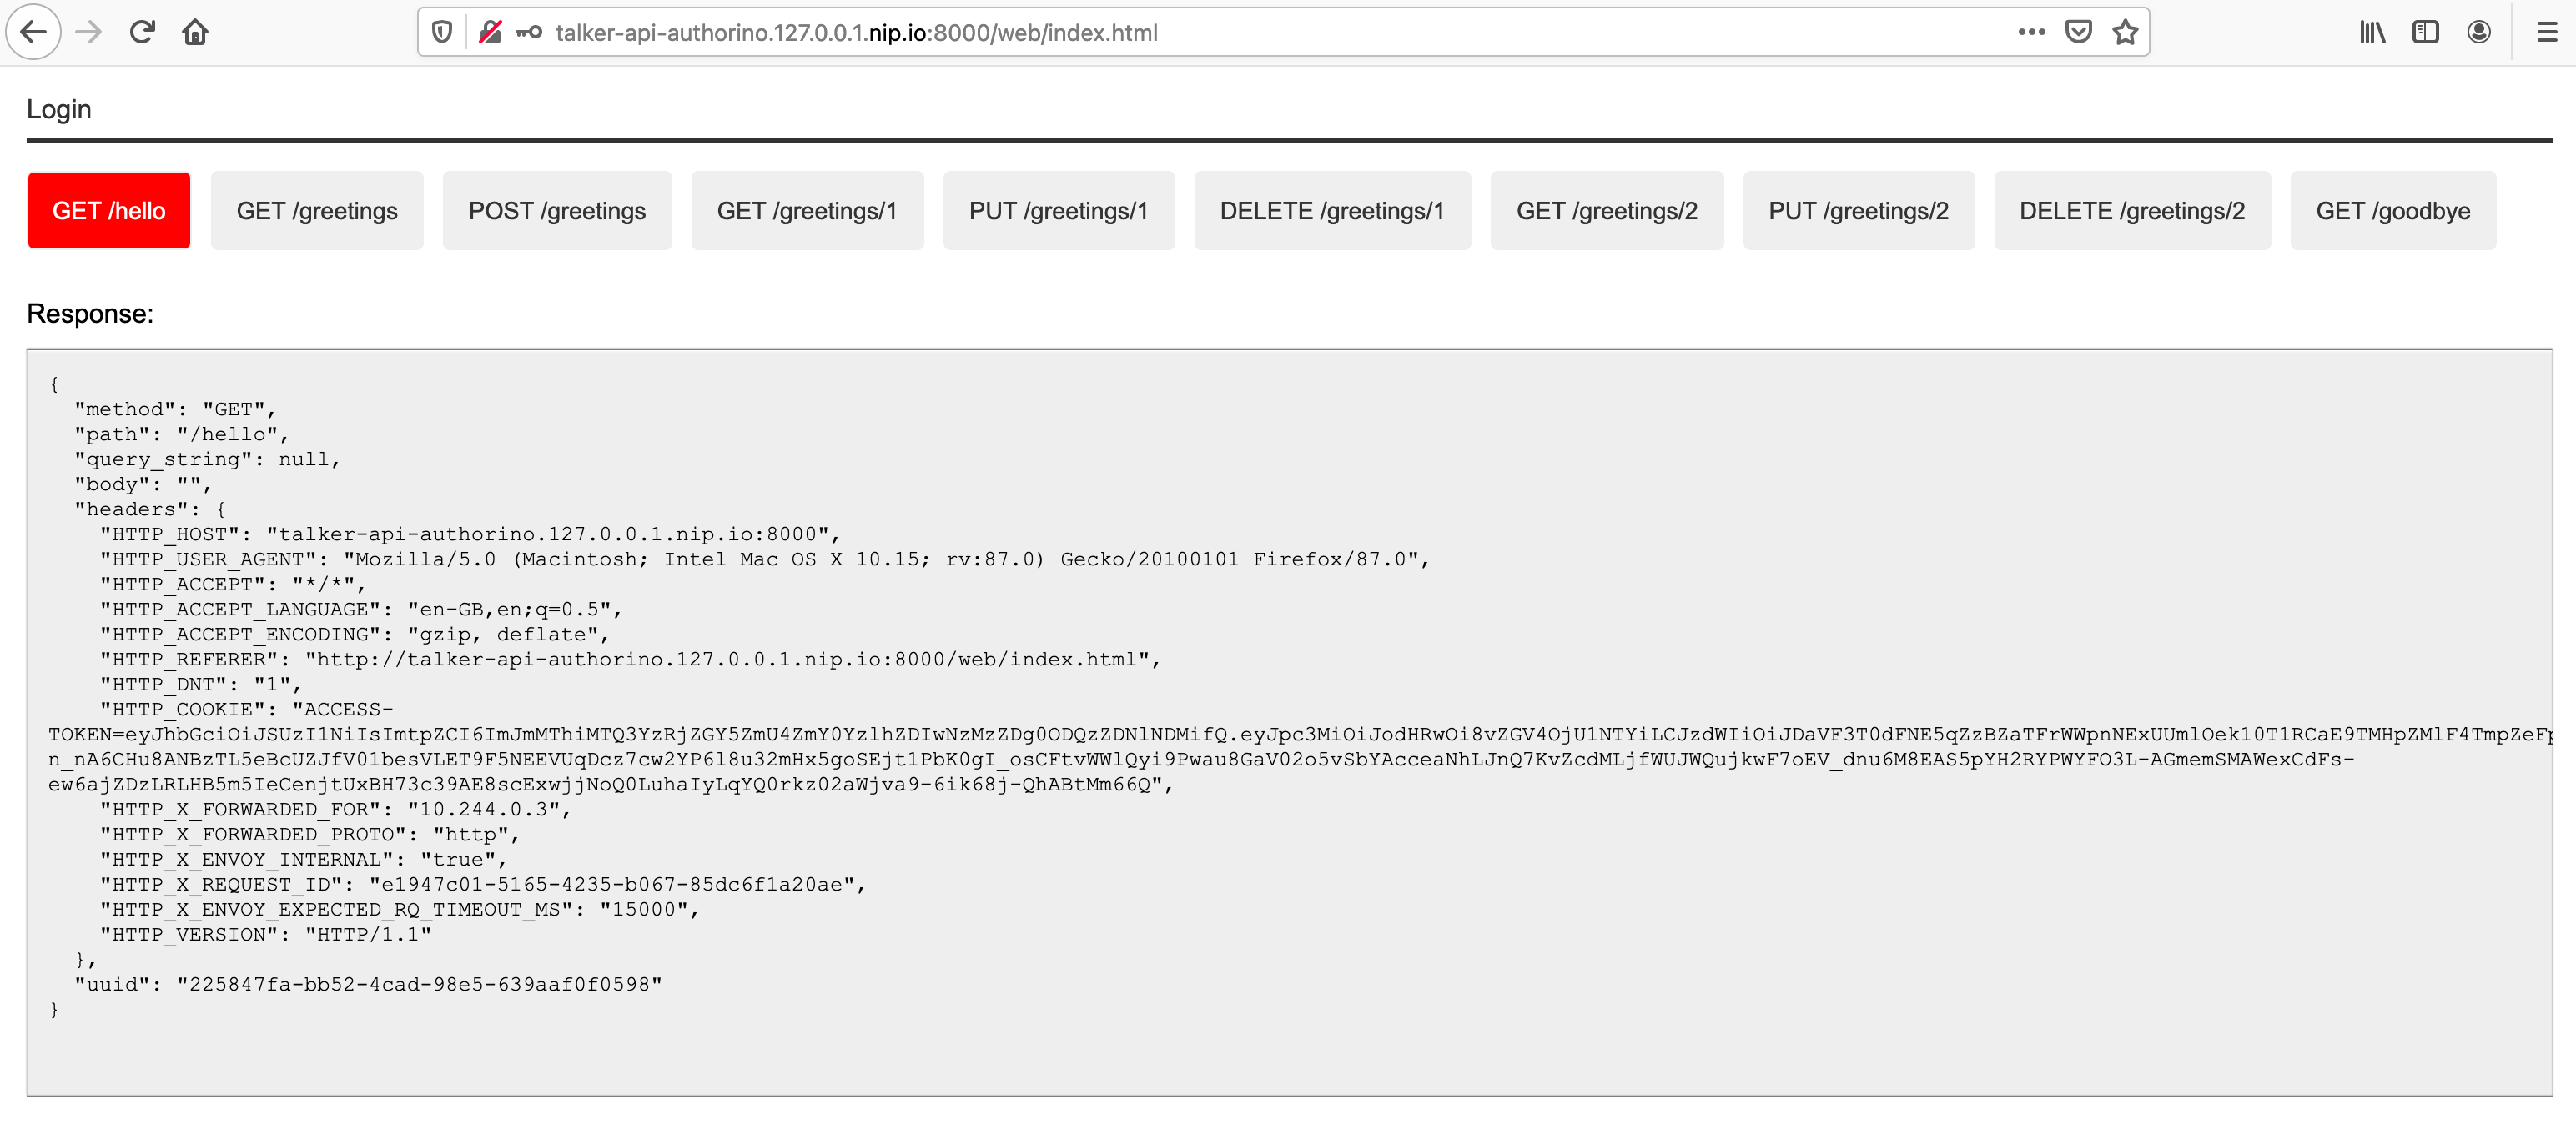 talker-api-authorino.127.0.0.1.nip.io:8000/web/index.html
Login
GET /hello GET /greetings POST /greetings GET /greetings/1 PUT /greetings/1 DELETE /greetings/1 GET /greetings/2 PUT /greetings/2 DELETE /greetings/2 GET /goodbye
Response:
{
"method": "GET",
"path": "/hello",
"query_string": null,
"body": "",
"headers": {
"HTTP_HOST": "talker-api-authorino.127.0.0.1.nip.io:8000",
"HTTP_USER_AGENT": "Mozilla/5.0 (Macintosh; Intel Mac OS X 10.15; rv:87.0) Gecko/20100101 Firefox/87.0",
"HTTP_ACCEPT": "*/*",
"HTTP_ACCEPT_LANGUAGE": "en-GB,en;q=0.5",
"HTTP_ACCEPT_ENCODING": "gzip, deflate",
"HTTP_REFERER": "http://talker-api-authorino.127.0.0.1.nip.io:8000/web/index.html",
"HTTP_DNT": "1",
"HTTP_COOKIE": "ACCESS-
TOKEN=eyJhbGciOiJSUzI1NiIsImtpZCI6ImJmMThiMTQ3YzRjZGY5ZmU4ZmY0YzlhZDIwNzMzZDg0ODQzZDNlNDMifQ.eyJpc3MiOiJodHRwOi8vZGV4OjU1NTYiLCJzdWIiOiJDaVF3T0dFNE5qZzBZaTFrWWpnNExUUmlOek10T1RCaE9TMHpZMlF4TmpZeFp
n_nA6CHu8ANBzTL5eBcUZJfV01besVLET9F5NEEVUqDcz7cw2YP6l8u32mHx5goSEjt1PbK0gI_osCFtvWWlQyi9Pwau8GaV02o5vSbYAcceaNhLJnQ7KvZcdMLjfWUJWQujkwF7oEV_dnu6M8EAS5pYH2RYPWYFO3L-AGmemSMAWexCdFs-
ew6ajZDzLRLHB5m5IeCenjtUxBH73c39AE8scExwjjNoQ0LuhaIyLqYQ0rkz02aWjva9-6ik68j-QhABtMm66Q",
"HTTP_X_FORWARDED_FOR": "10.244.0.3",
"HTTP_X_FORWARDED_PROTO": "http",
"HTTP_X_ENVOY_INTERNAL": "true",
"HTTP_X_REQUEST_ID": "e1947c01-5165-4235-b067-85dc6f1a20ae",
"HTTP_X_ENVOY_EXPECTED_RQ_TIMEOUT_MS": "15000",
"HTTP_VERSION": "HTTP/1.1"
},
"uuid": "225847fa-bb52-4cad-98e5-639aaf0f0598"
}